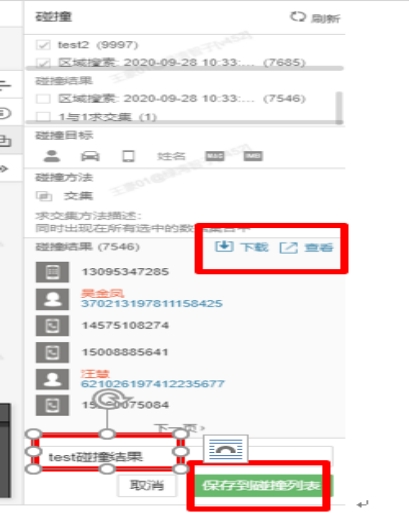 碰撞
刷新
test2 (9997)
区域搜索: 2020-09-28 10:33:... (7685)
碰撞结果
区域搜索: 2020-09-28 10:33:... (7546)
1与1求交集 (1)
碰撞目标
姓名 MAC IMEI
碰撞方法
交集
求交集方法描述:
同时出现在所有选中的数据集合中
碰撞结果 (7546)
下载 查看
13095347285
吴金凤
370213197811158425
14575108274
15008885641
汪慧
621026197412235677
0075084
下一页›
test碰撞结果
取消
保存到碰撞列表